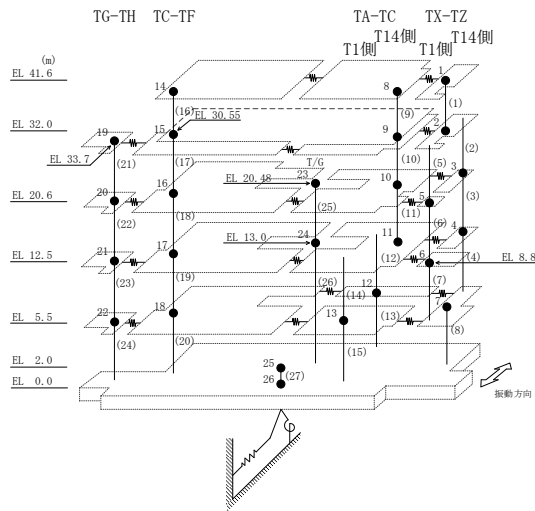 TG-TH TC-TF TA-TC TX-TZ
T1側 T14側 T1側 T14側
(m)
EL 41.6
14 8 1
(16) EL 30.55 (9) (1)
EL 32.0
19 15 9 2
EL 33.7 (21) (17) (10) (2)
T/G
16 EL 20.48 23 10 (5) 3
EL 20.6
20 (18) (25) (11) 5 (3)
(22)
24 11 (6) 4
EL 12.5
21 17 EL 13.0 (12) 6 (4) EL 8.8
(23) (19) (26) (14) 12 (7)
EL 5.5
22 18 13 (13) 7 (8)
(24) (20) (15)
EL 2.0
25
EL 0.0
26 (27)
振動方向